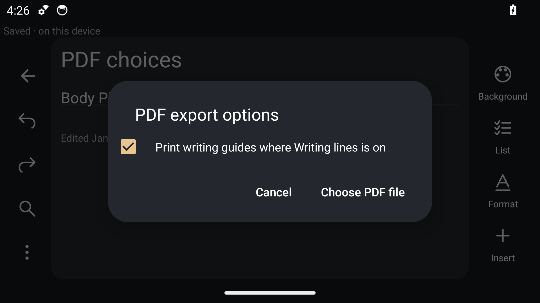 4:26
Saved · on this device
PDF choices
Body P
Edited Jan
Background
List
Format
Insert
PDF export options
Print writing guides where Writing lines is on
Cancel
Choose PDF file